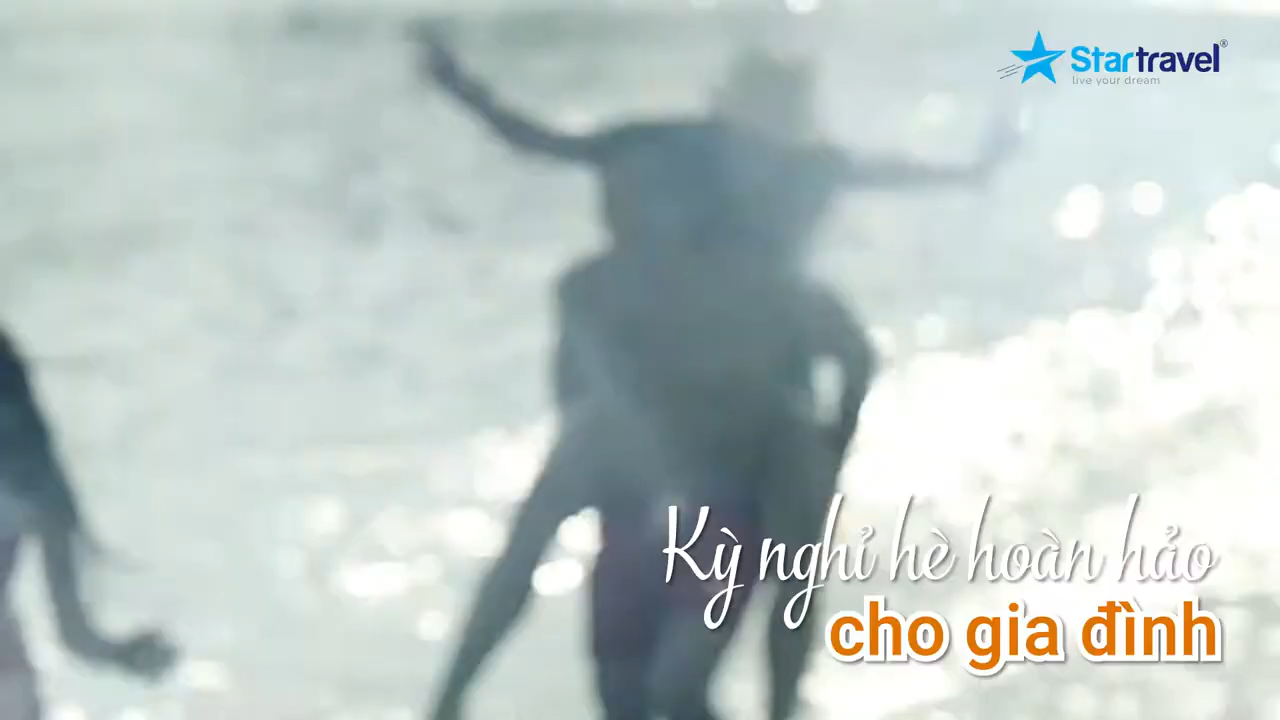 Startravel®
live your dream
Kỳ nghỉ hè hoàn hảo
cho gia đình